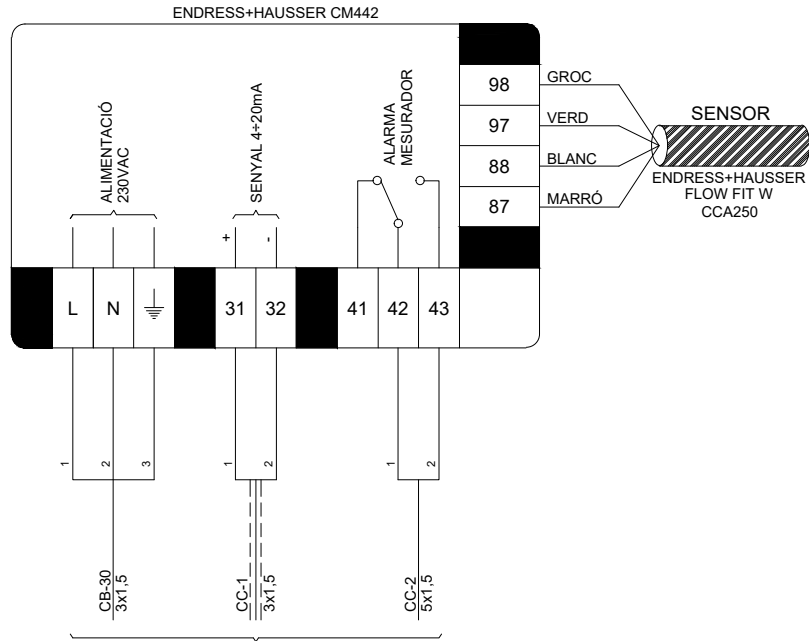 ENDRESS+HAUSSER CM442
98
GROC
97
VERD
88
BLANC
87
MARRÓ
SENSOR
ENDRESS+HAUSSER
FLOW FIT W
CCA250
ALIMENTACIÓ
230VAC
SENYAL 4÷20mA
ALARMA
MESURADOR
+
-
L
N
31
32
41
42
43
1
2
3
1
2
1
2
CB-30
3x1,5
CC-1
3x1,5
CC-2
5x1,5